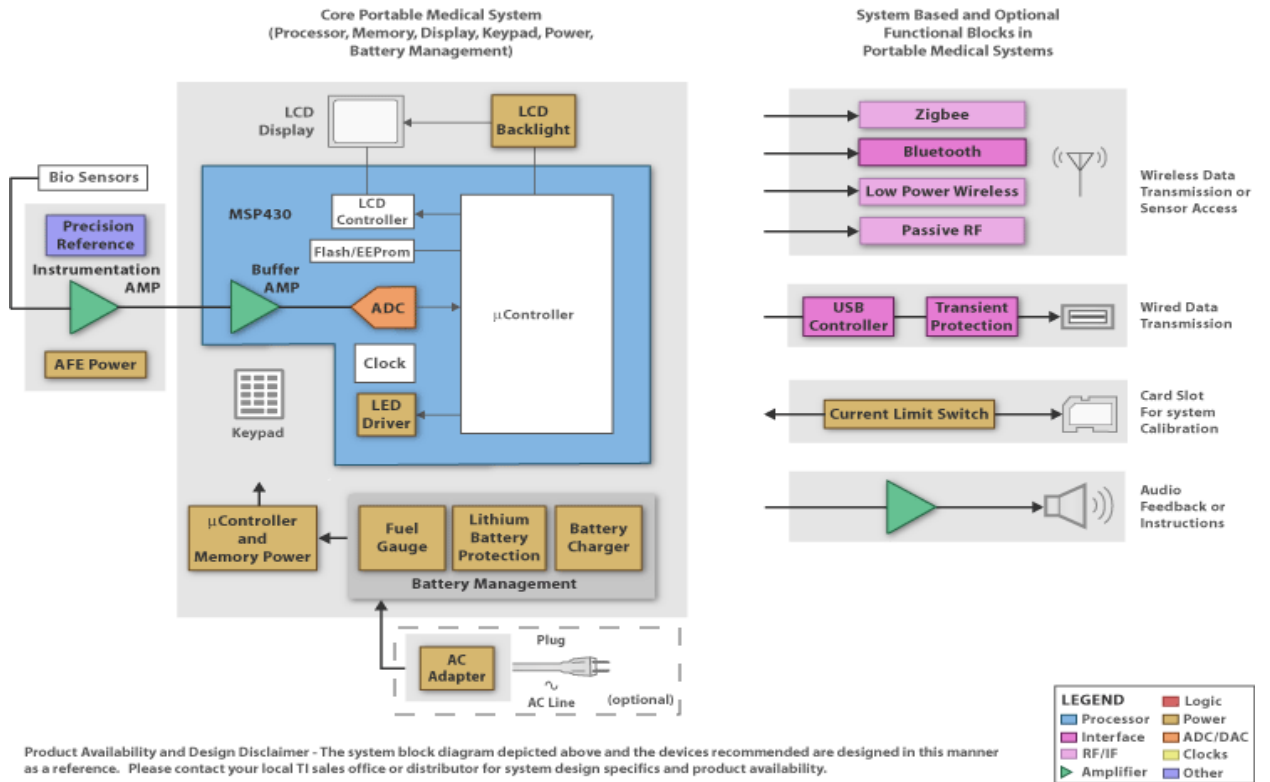 Core Portable Medical System
(Processor, Memory, Display, Keypad, Power,
Battery Management)
System Based and Optional
Functional Blocks in
Portable Medical Systems
LCD
Display
LCD
Backlight
Bio Sensors
Precision
Reference
Instrumentation
AMP
AFE Power
MSP430
LCD
Controller
Flash/EEProm
Buffer
AMP
ADC
µController
Clock
LED
Driver
Keypad
µController
and
Memory Power
Fuel
Gauge
Lithium
Battery
Protection
Battery
Charger
Battery Management
AC
Adapter
Plug
AC Line
(optional)
Zigbee
Bluetooth
Low Power Wireless
Passive RF
Wireless Data
Transmission or
Sensor Access
USB
Controller
Transient
Protection
Wired Data
Transmission
Current Limit Switch
Card Slot
For system
Calibration
Audio
Feedback or
Instructions
LEGEND
Processor
Interface
RF/IF
Amplifier
Logic
Power
ADC/DAC
Clocks
Other
Product Availability and Design Disclaimer - The system block diagram depicted above and the devices recommended are designed in this manner
as a reference. Please contact your local TI sales office or distributor for system design specifics and product availability.